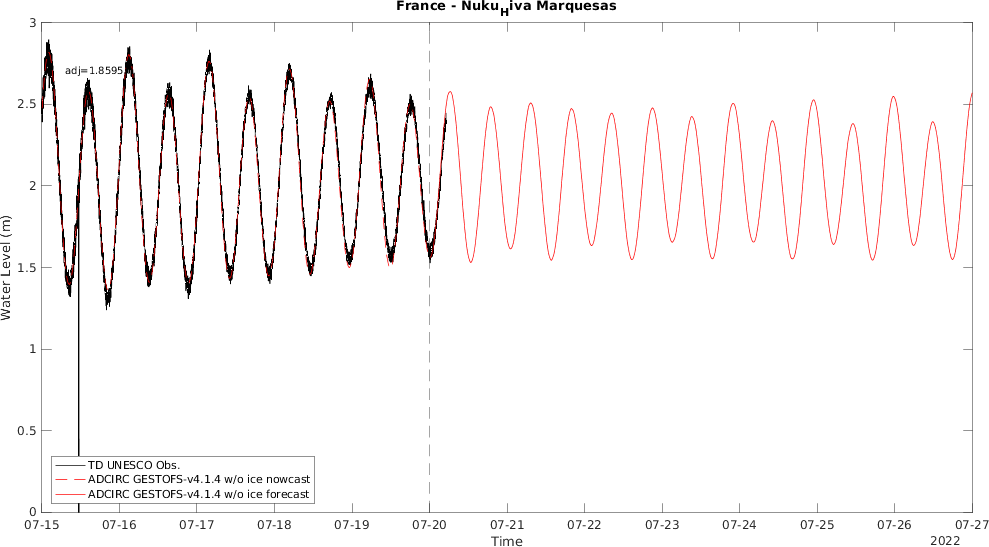 France - Nuku_Hiva Marquesas
adj=1.8595
Water Level (m)
3
2.5
2
1.5
1
0.5
0
TD UNESCO Obs.
ADCIRC GESTOFS-v4.1.4 w/o ice nowcast
ADCIRC GESTOFS-v4.1.4 w/o ice forecast
07-15 07-16 07-17 07-18 07-19 07-20 07-21 07-22 07-23 07-24 07-25 07-26 07-27
Time
2022